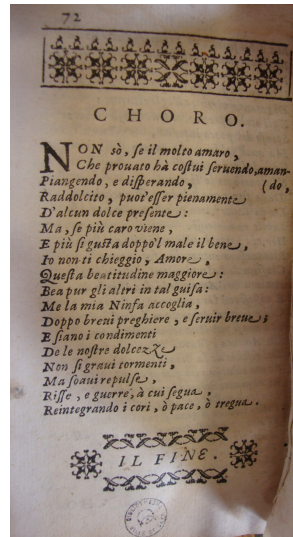 72
CHORO.
NON sò, se il molto amaro,
Che prouato hà costui seruendo, aman-
Piangendo, e disperando, (do,
Raddolcito, puot'esser pienamente
D'alcun dolce presente:
Ma, se più caro viene,
E più si gusta doppo'l male il bene,
Io non ti chieggio, Amore,
Questa beatitudine maggiore:
Bea pur gli altri in tal guisa:
Me la mia Ninfa accoglia,
Doppo breui preghiere, e seruir breue;
E siano i condimenti
De le nostre dolcezze
Non sì graui tormenti,
Ma soaui repulse,
Risse, e guerre, à cui segua,
Reintegrando i cori, ò pace, ò tregua.
IL FINE.